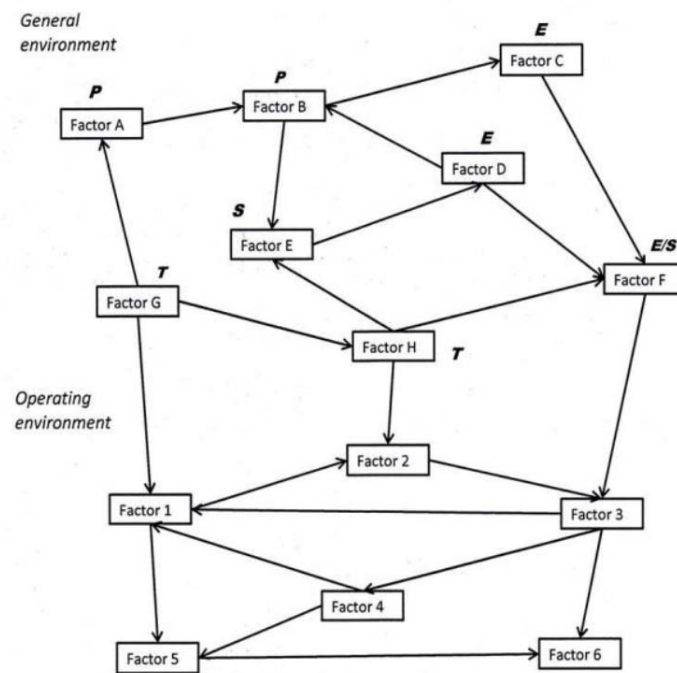 General
environment
E
Factor C
P
Factor B
P
Factor A
E
Factor D
S
Factor E
E/S
Factor F
T
Factor G
Factor H
T
Operating
environment
Factor 2
Factor 1
Factor 3
Factor 4
Factor 5
Factor 6